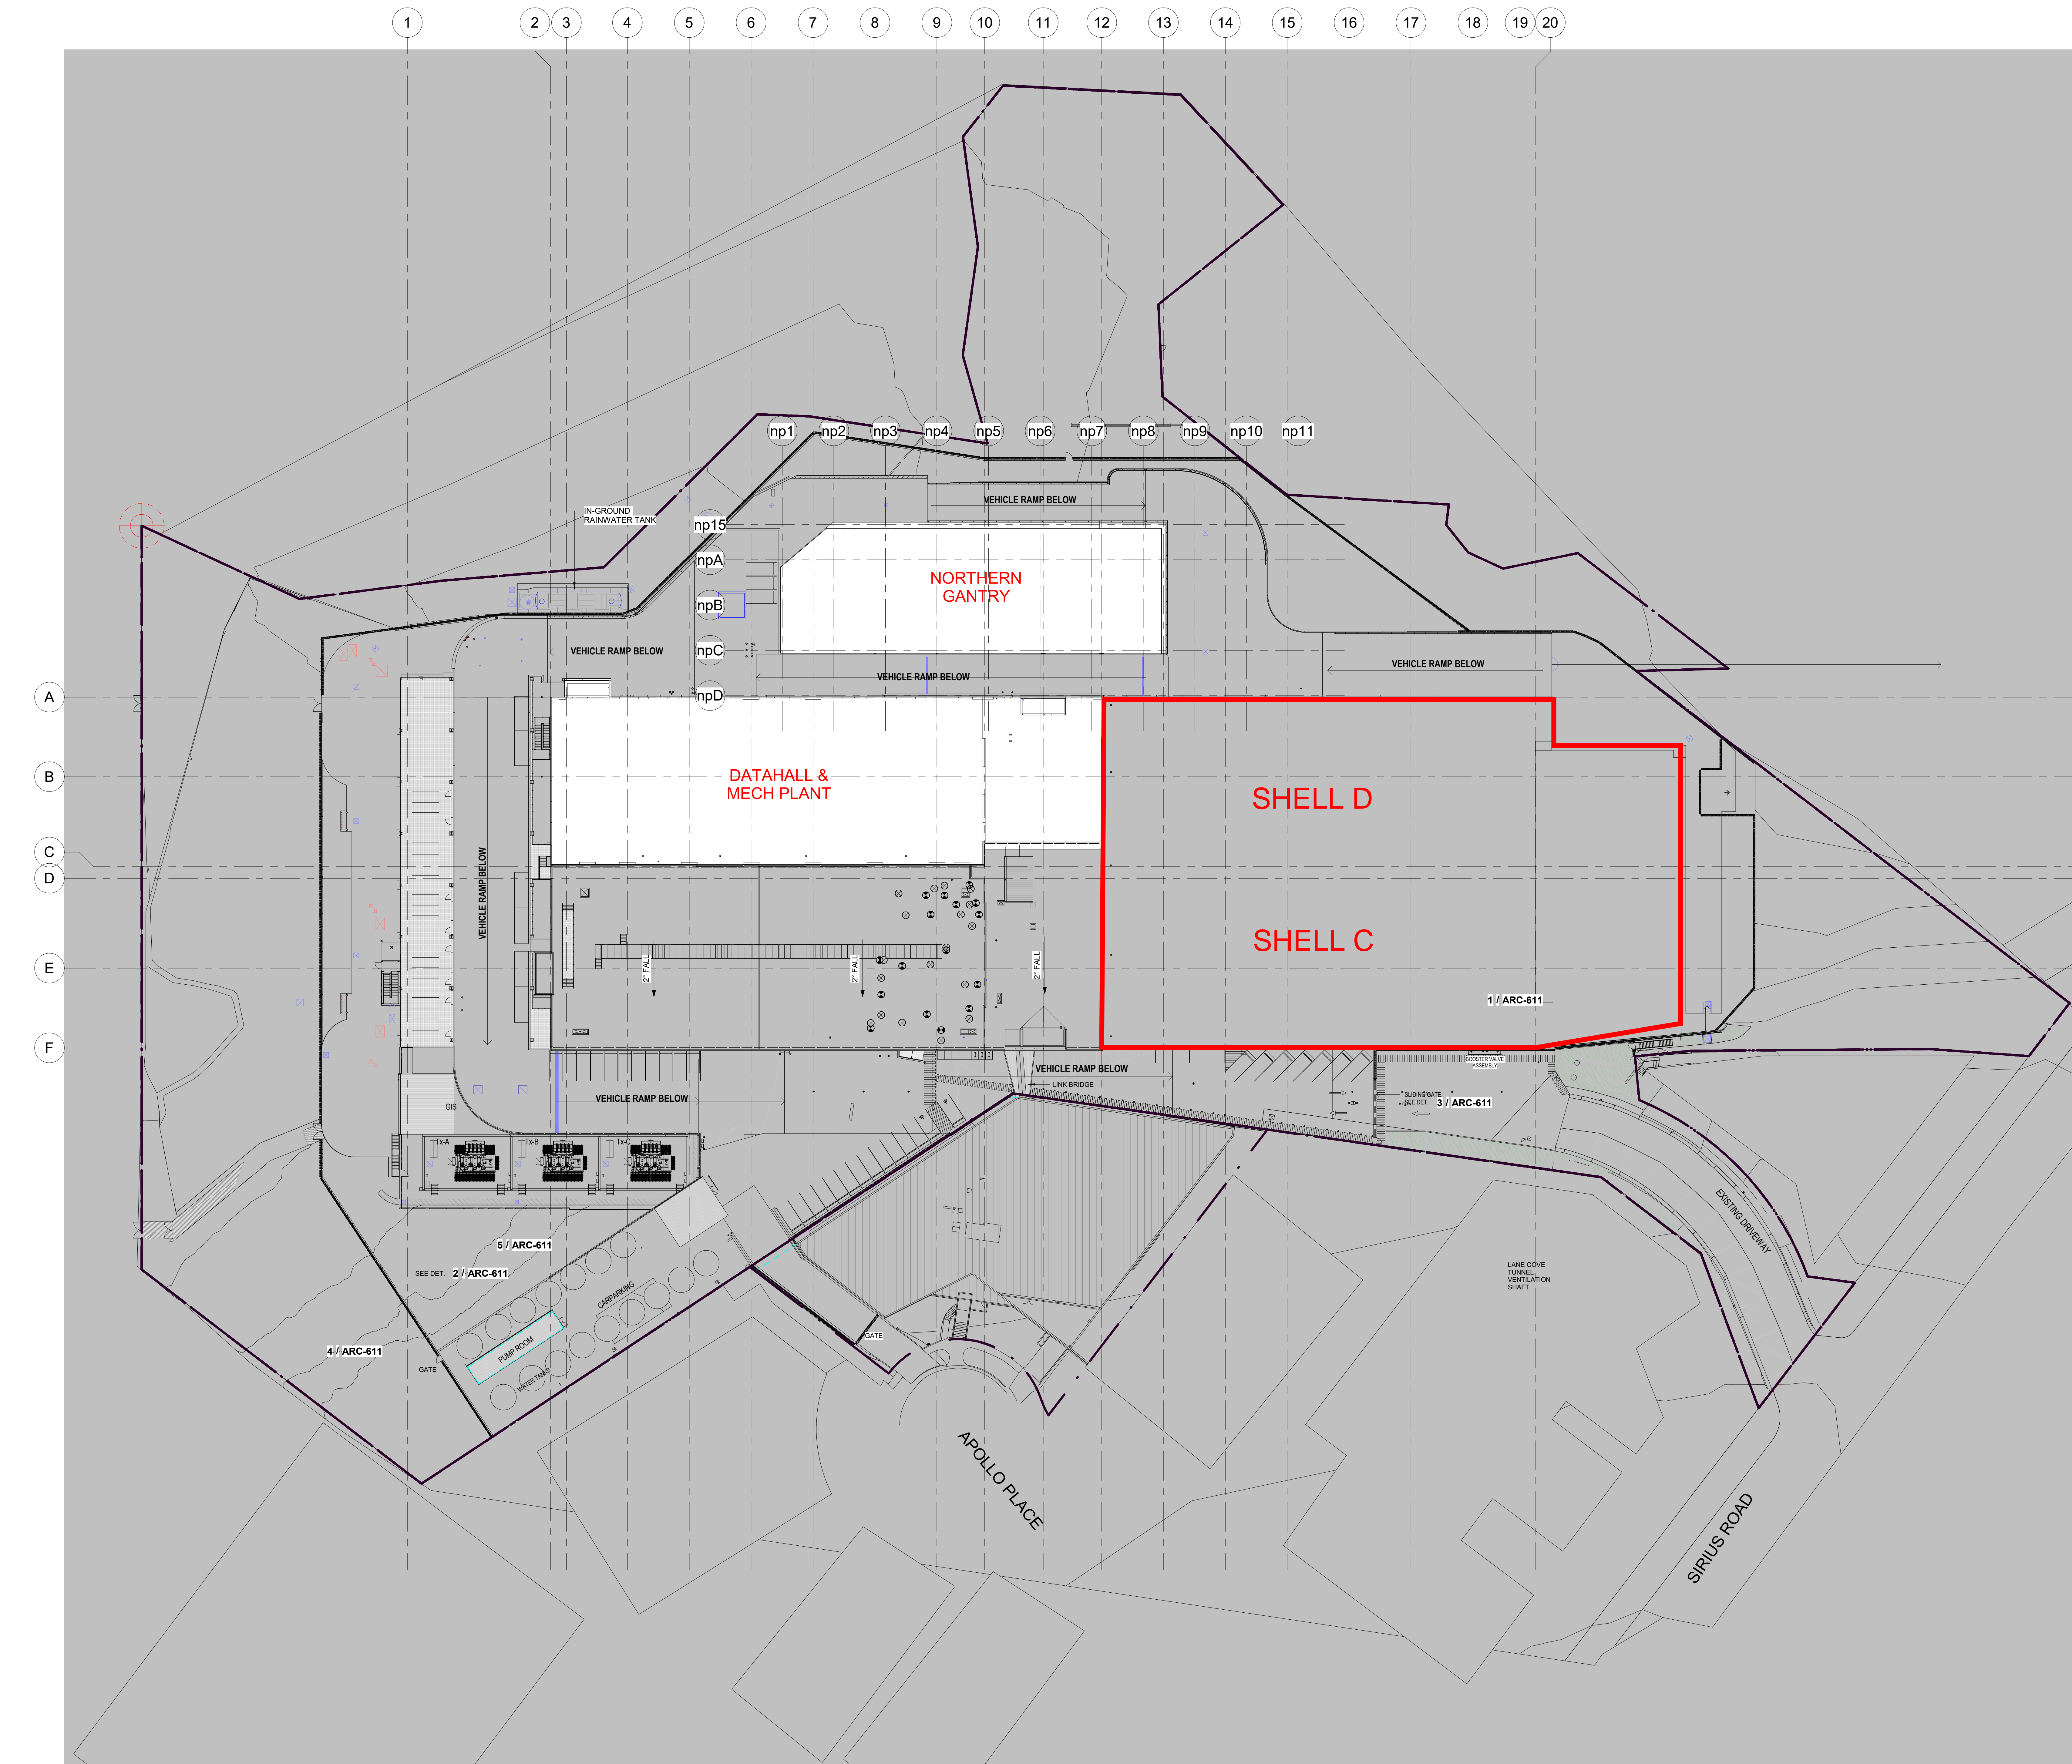 1
2
3
4
5
6
7
8
9
10
11
12
13
14
15
16
17
18
19
20
np1
np2
np3
np4
np5
np6
np7
np8
np9
np10
np11
VEHICLE RAMP BELOW
IN-GROUND
RAINWATER TANK
np15
npA
npB
npC
npD
NORTHERN
GANTRY
VEHICLE RAMP BELOW
VEHICLE RAMP BELOW
VEHICLE RAMP BELOW
A
B
C
D
E
F
DATAHALL &
MECH PLANT
SHELL D
SHELL C
VEHICLE RAMP BELOW
2° FALL
2° FALL
2° FALL
1 / ARC-611
BOOSTER VALVE
ASSEMBLY
VEHICLE RAMP BELOW
LINK BRIDGE
VEHICLE RAMP BELOW
SLIDING GATE
SEE DET.
3 / ARC-611
GIS
Tx-A
Tx-B
Tx-C
EXISTING DRIVEWAY
5 / ARC-611
SEE DET.
2 / ARC-611
LANE COVE
TUNNEL
VENTILATION
SHAFT
CARPARKING
PUMP ROOM
WATER TANKS
4 / ARC-611
GATE
GATE
APOLLO PLACE
SIRIUS ROAD